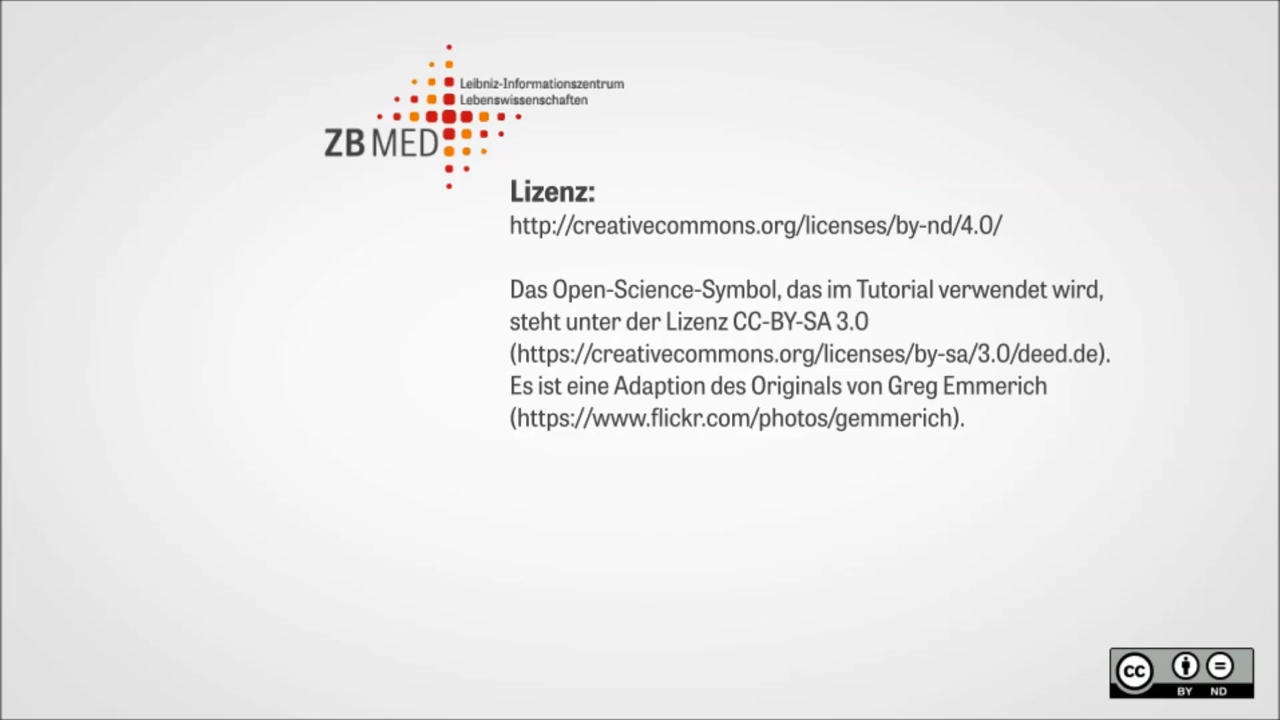 Leibniz-Informationszentrum
Lebenswissenschaften
ZB MED
Lizenz:
http://creativecommons.org/licenses/by-nd/4.0/
Das Open-Science-Symbol, das im Tutorial verwendet wird,
steht unter der Lizenz CC-BY-SA 3.0
(https://creativecommons.org/licenses/by-sa/3.0/deed.de).
Es ist eine Adaption des Originals von Greg Emmerich
(https://www.flickr.com/photos/gemmerich).
cc
BY ND